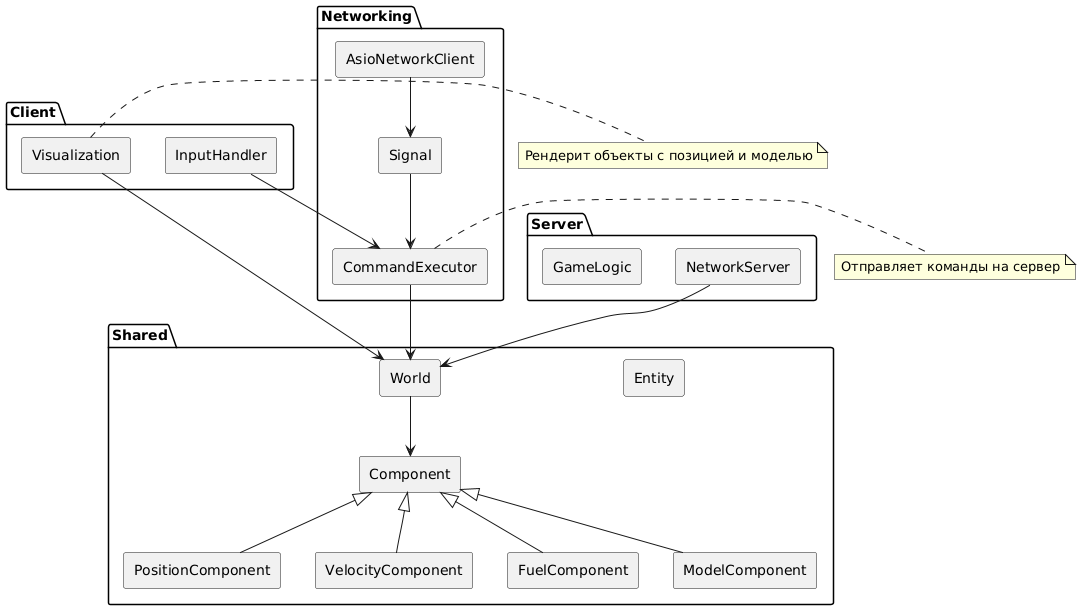 Networking
AsioNetworkClient
Client
Visualization
InputHandler
Signal
Рендерит объекты с позицией и моделью
Server
CommandExecutor
GameLogic
NetworkServer
Отправляет команды на сервер
Shared
World
Entity
Component
PositionComponent
VelocityComponent
FuelComponent
ModelComponent